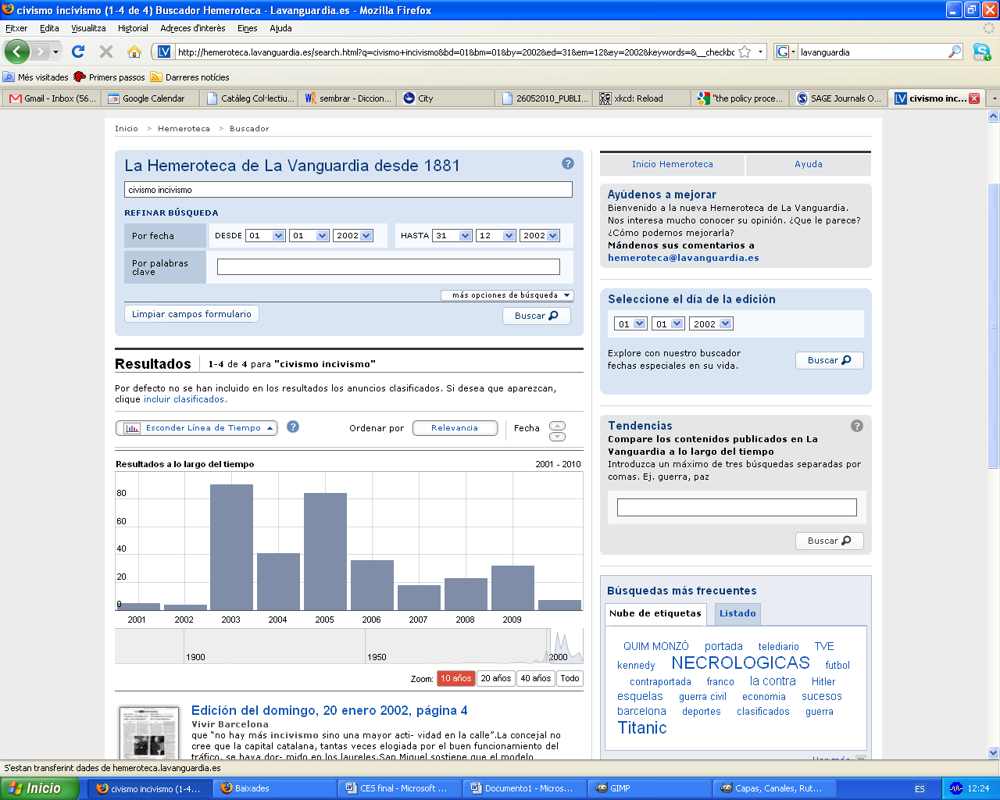 civismo incivismo (1-4 de 4) Buscador Hemeroteca - Lavanguardia.es - Mozilla Firefox
Fitxer Edita Visualitza Historial Adreces d'interès Eines Ajuda
http://hemeroteca.lavanguardia.es/search.html?q=civismo+incivismo&bd=01&bm=01&by=2002&ed=31&em=12&ey=2002&keywords=&__checkbo
lavanguardia
Més visitades Primers passos Darreres notícies
Gmail - Inbox (56... Google Calendar Catàleg Col·lectiu... sembrar - Diccion... City 26052010_PUBLI... xkcd: Reload "the policy proce... SAGE Journals O... civismo inc...
Inicio > Hemeroteca > Buscador
La Hemeroteca de La Vanguardia desde 1881
civismo incivismo
REFINAR BÚSQUEDA
Por fecha DESDE 01 01 2002 HASTA 31 12 2002
Por palabras
clave
más opciones de búsqueda
Limpiar campos formulario
Buscar
Resultados 1-4 de 4 para "civismo incivismo"
Por defecto no se han incluido en los resultados los anuncios clasificados. Si desea que aparezcan,
clique incluir clasificados.
Esconder Línea de Tiempo
Ordenar por Relevancia Fecha
Resultados a lo largo del tiempo 2001 - 2010
80
60
40
20
0
2001 2002 2003 2004 2005 2006 2007 2008 2009
1900 1950 2000
Zoom: 10 años 20 años 40 años Todo
Edición del domingo, 20 enero 2002, página 4
Vivir Barcelona
que "no hay más incivismo sino una mayor acti- vidad en la calle".La concejal no
cree que la capital catalana, tantas veces elogiada por el buen funcionamiento del
tráfico, se haya dor- mido en los laureles.San Miguel sostiene que el modelo
Inicio Hemeroteca Ayuda
Ayúdenos a mejorar
Bienvenido a la nueva Hemeroteca de La Vanguardia.
Nos interesa mucho conocer su opinión. ¿Que le parece?
¿Cómo podemos mejorarla?
Mándenos sus comentarios a
hemeroteca@lavanguardia.es
Seleccione el día de la edición
01 01 2002
Explore con nuestro buscador
fechas especiales en su vida.
Buscar
Tendencias
Compare los contenidos publicados en La
Vanguardia a lo largo del tiempo
Introduzca un máximo de tres búsquedas separadas por
comas. Ej. guerra, paz
Buscar
Búsquedas más frecuentes
Nube de etiquetas Listado
QUIM MONZÓ portada telediario TVE
kennedy NECROLOGICAS futbol
contraportada franco la contra Hitler
esquelas guerra civil economia sucesos
barcelona deportes clasificados guerra
Titanic
Ver más
S'estan transferint dades de hemeroteca.lavanguardia.es
Inicio civismo incivismo (1-4... Baixades CES final - Microsoft ... Documento1 - Micros... GIMP Capas, Canales, Rut... ES 12:24